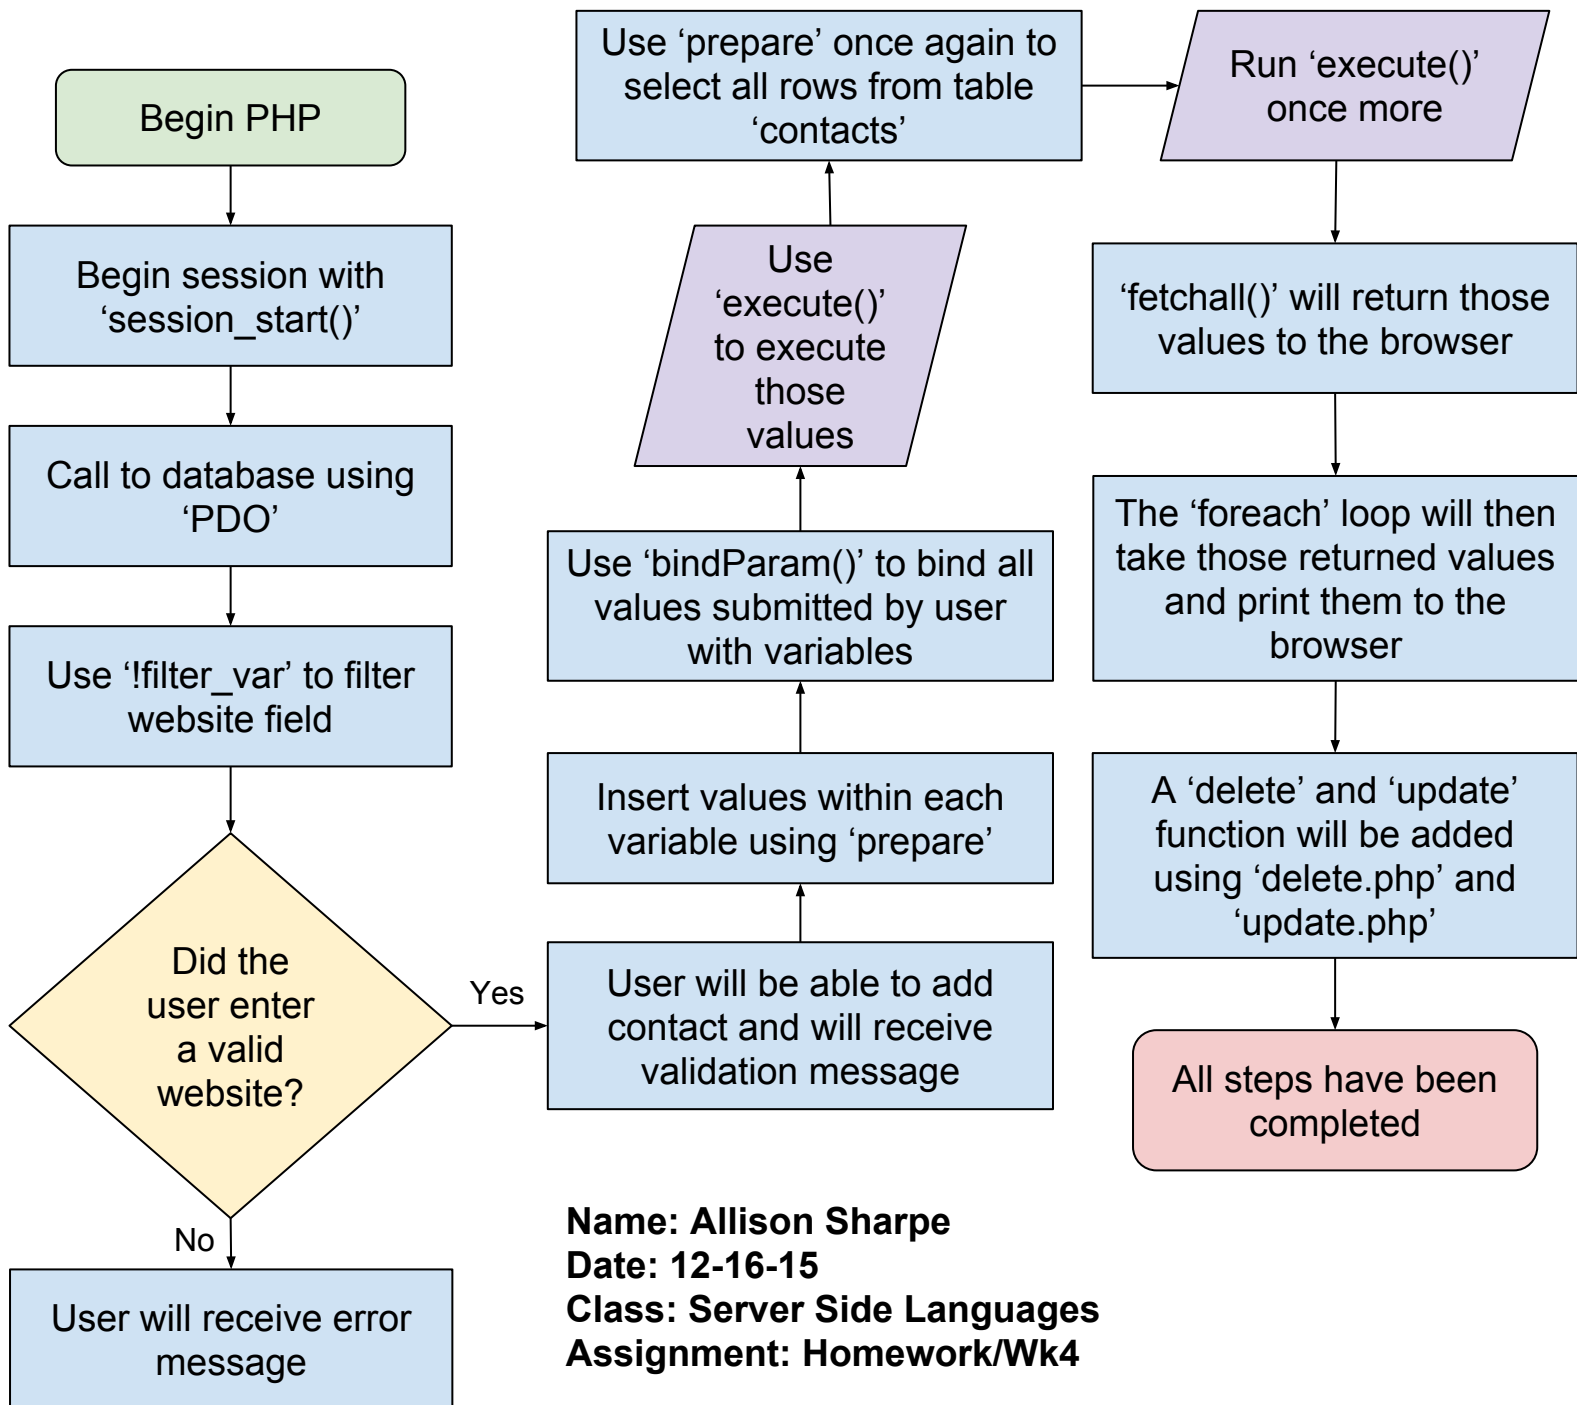 Begin PHP
Begin session with
‘session_start()’
Call to database using
‘PDO’
Use ‘!filter_var’ to filter
website field
Did the
user enter
a valid
website?
No
User will receive error
message
Yes
User will be able to add
contact and will receive
validation message
Insert values within each
variable using ‘prepare’
Use ‘bindParam()’ to bind all
values submitted by user
with variables
Use
‘execute()’
to execute
those
values
Use ‘prepare’ once again to
select all rows from table
‘contacts’
Run ‘execute()’
once more
‘fetchall()’ will return those
values to the browser
The ‘foreach’ loop will then
take those returned values
and print them to the
browser
A ‘delete’ and ‘update’
function will be added
using ‘delete.php’ and
‘update.php’
All steps have been
completed
Name: Allison Sharpe
Date: 12-16-15
Class: Server Side Languages
Assignment: Homework/Wk4